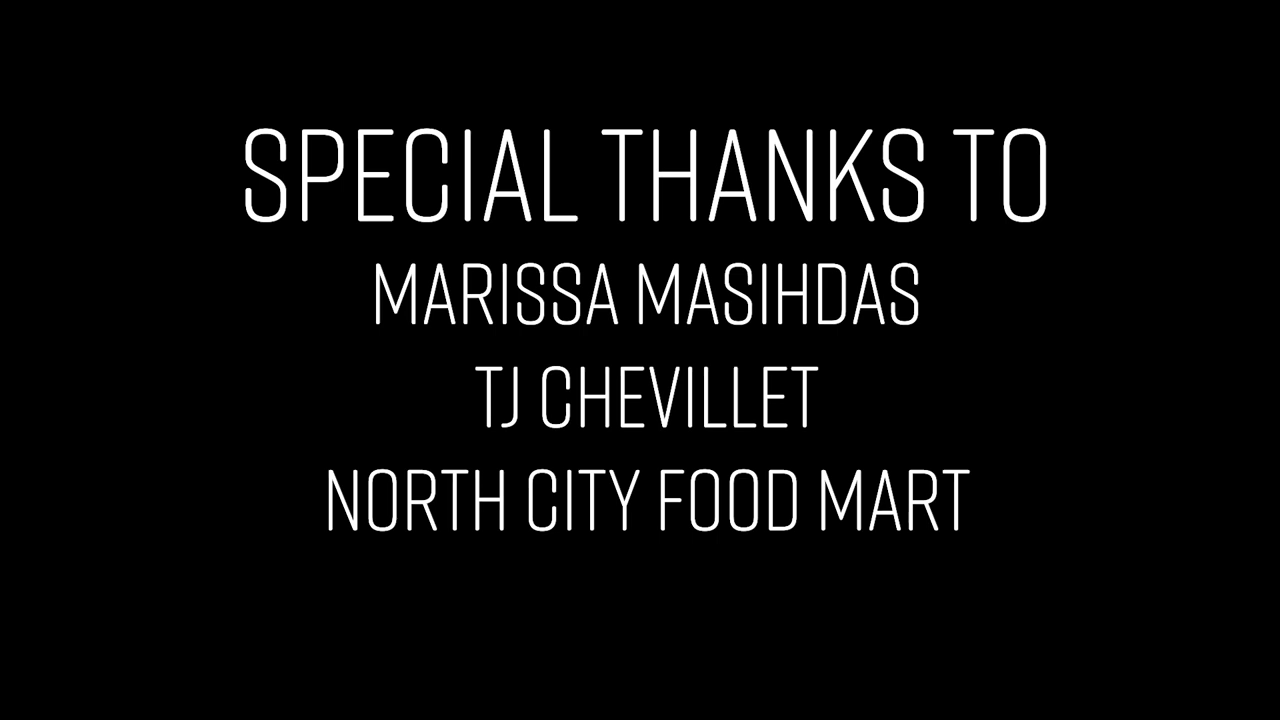 SPECIAL THANKS TO
MARISSA MASIHDAS
TJ CHEVILLET
NORTH CITY FOOD MART